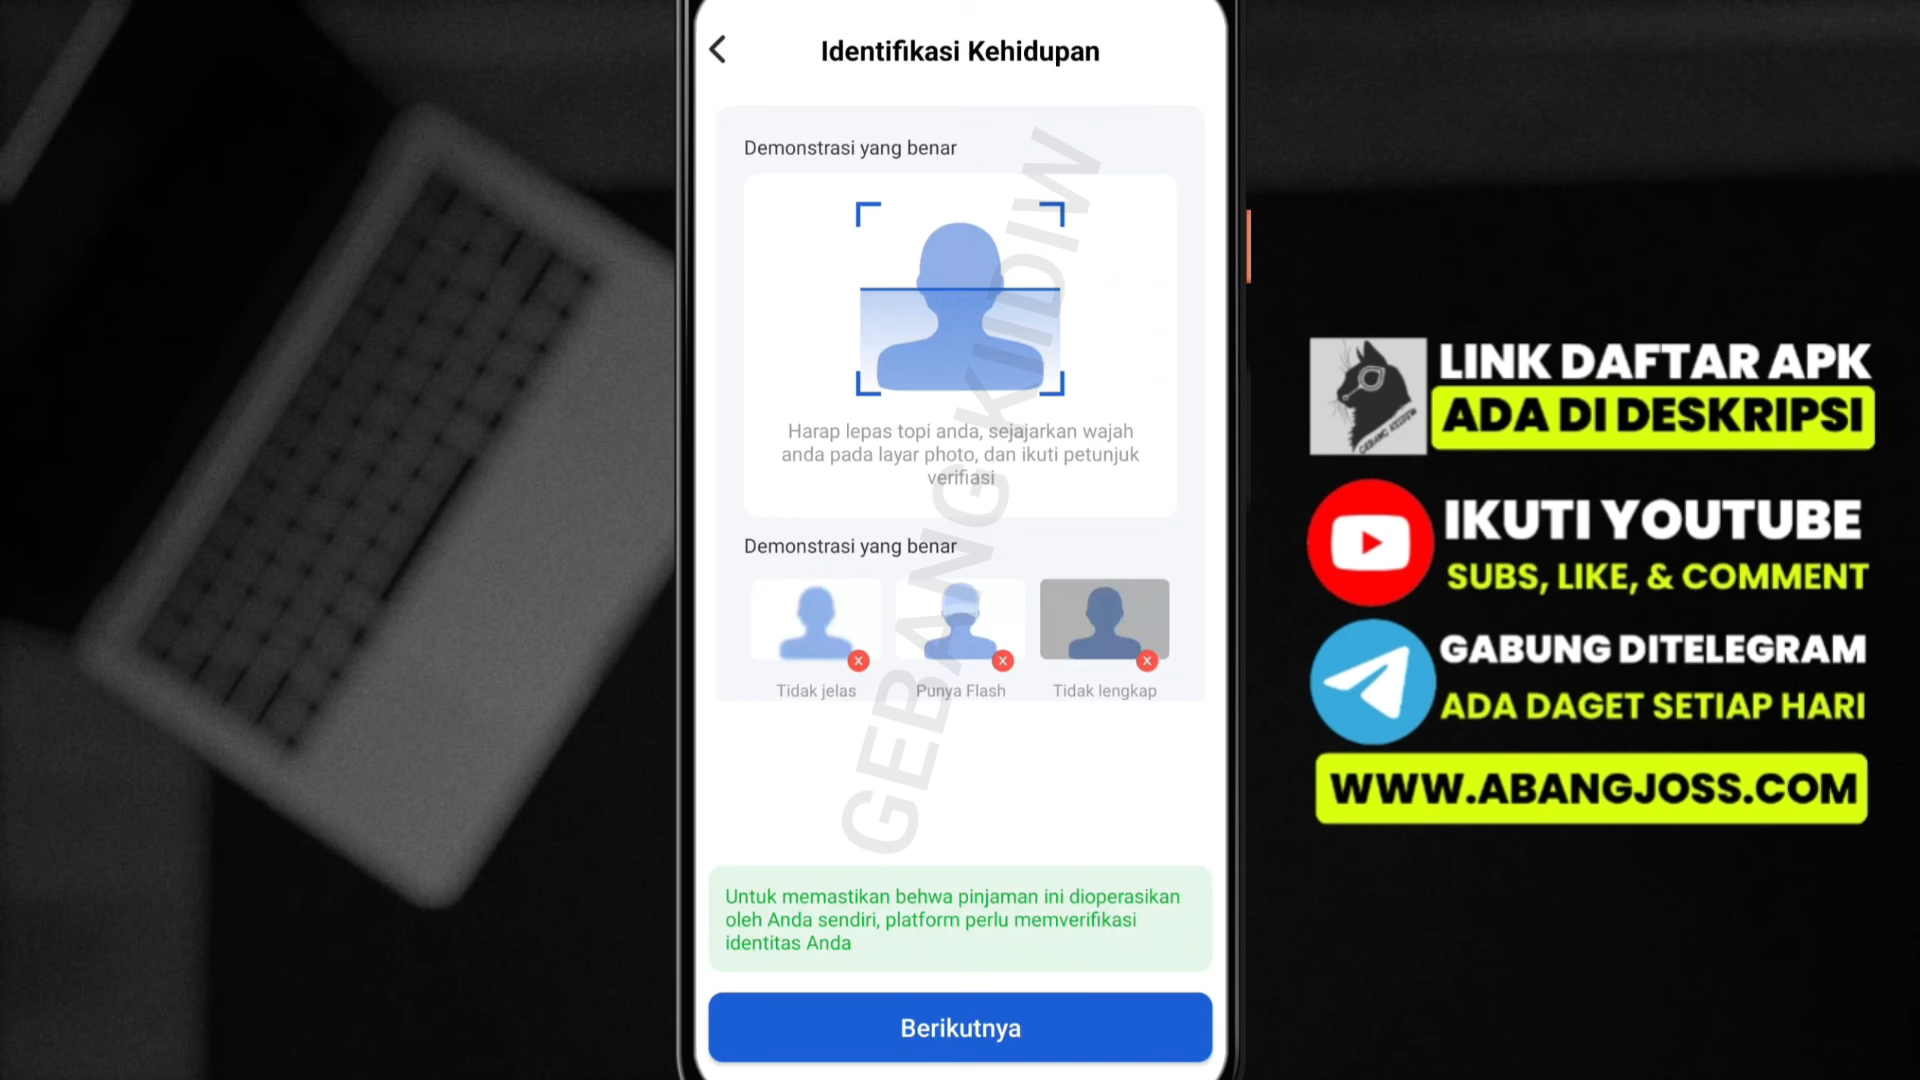 Identifikasi Kehidupan
Demonstrasi yang benar
Harap lepas topi anda, sejajarkan wajah
anda pada layar photo, dan ikuti petunjuk
verifiasi
Demonstrasi yang benar
Tidak jelas
Punya Flash
Tidak lengkap
GEBANG KIDIW
Untuk memastikan behwa pinjaman ini dioperasikan
oleh Anda sendiri, platform perlu memverifikasi
identitas Anda
Berikutnya
LINK DAFTAR APK
ADA DI DESKRIPSI
GEBANG KIDIW
IKUTI YOUTUBE
SUBS, LIKE, & COMMENT
GABUNG DITELEGRAM
ADA DAGET SETIAP HARI
WWW.ABANGJOSS.COM